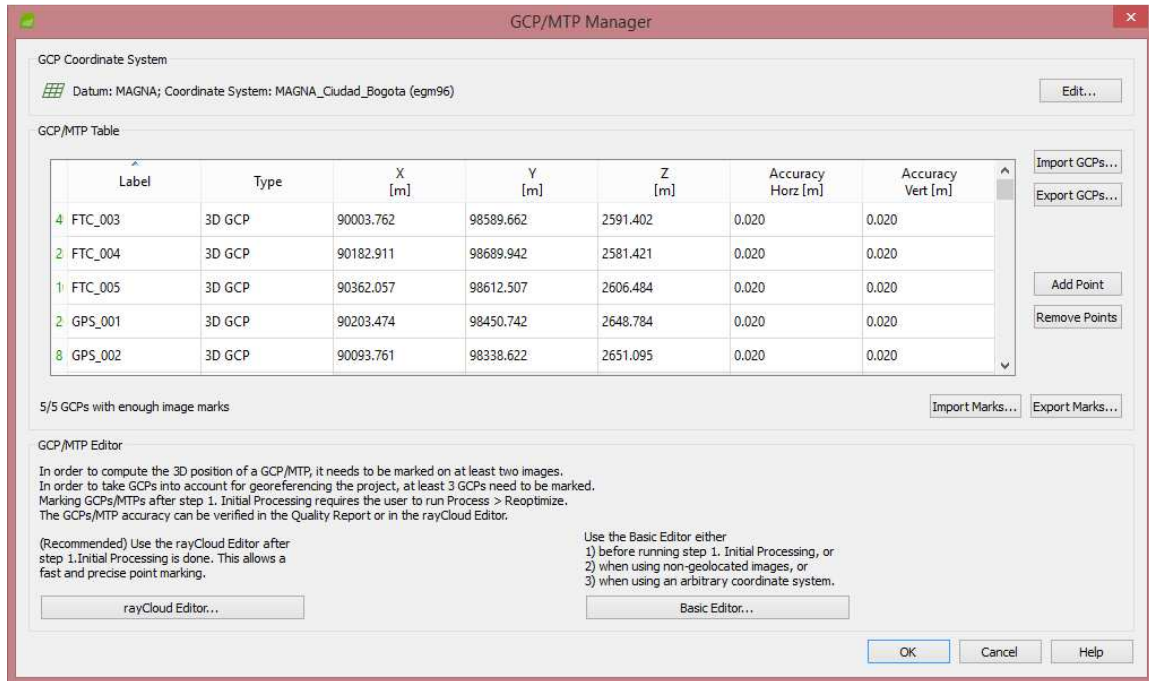 GCP/MTP Manager
GCP Coordinate System
Datum: MAGNA; Coordinate System: MAGNA_Ciudad_Bogota (egm96)
Edit...
GCP/MTP Table
Label Type X [m] Y [m] Z [m] Accuracy Horz [m] Accuracy Vert [m]
4 FTC_003 3D GCP 90003.762 98589.662 2591.402 0.020 0.020
2 FTC_004 3D GCP 90182.911 98689.942 2581.421 0.020 0.020
1 FTC_005 3D GCP 90362.057 98612.507 2606.484 0.020 0.020
2 GPS_001 3D GCP 90203.474 98450.742 2648.784 0.020 0.020
8 GPS_002 3D GCP 90093.761 98338.622 2651.095 0.020 0.020
Import GCPs...
Export GCPs...
Add Point
Remove Points
5/5 GCPs with enough image marks
Import Marks... Export Marks...
GCP/MTP Editor
In order to compute the 3D position of a GCP/MTP, it needs to be marked on at least two images.
In order to take GCPs into account for georeferencing the project, at least 3 GCPs need to be marked.
Marking GCPs/MTPs after step 1. Initial Processing requires the user to run Process > Reoptimize.
The GCPs/MTP accuracy can be verified in the Quality Report or in the rayCloud Editor.
(Recommended) Use the rayCloud Editor after
step 1.Initial Processing is done. This allows a
fast and precise point marking.
rayCloud Editor...
Use the Basic Editor either
1) before running step 1. Initial Processing, or
2) when using non-geolocated images, or
3) when using an arbitrary coordinate system.
Basic Editor...
OK Cancel Help